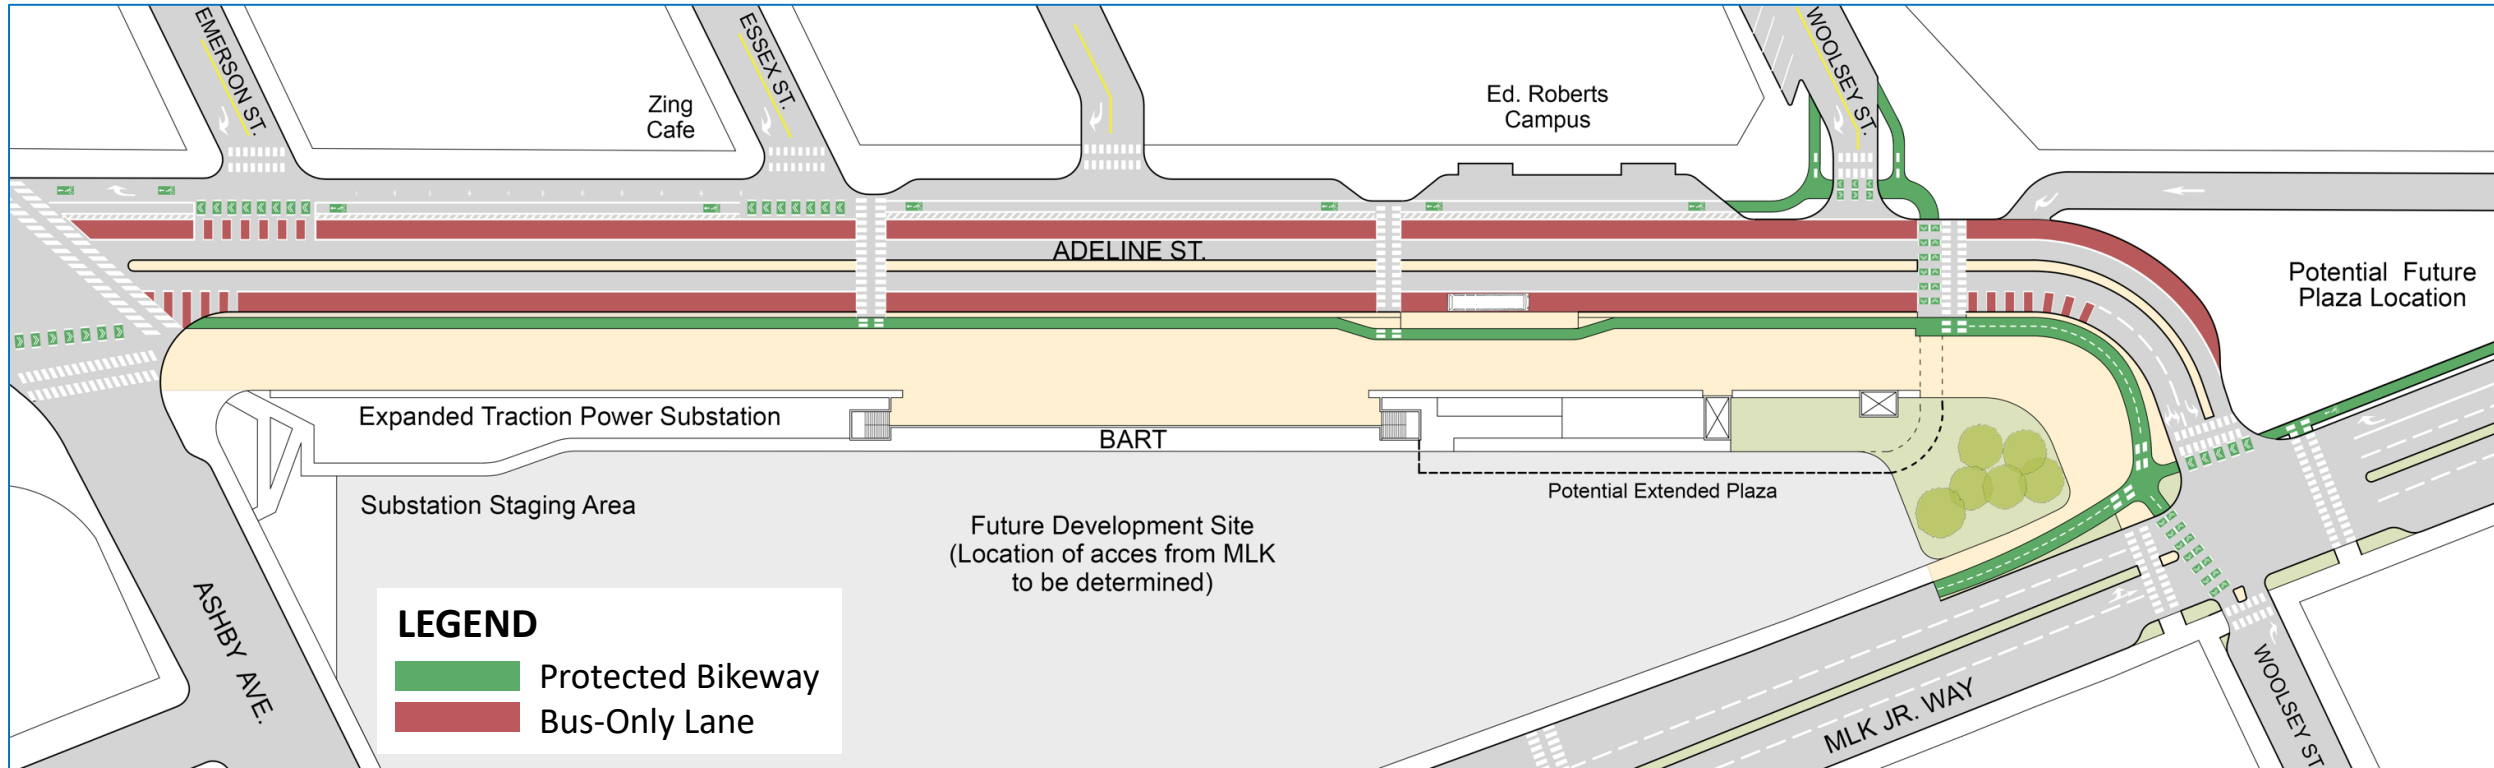 EMERSON ST.
ESSEX ST.
WOOLSEY ST.
Zing
Cafe
Ed. Roberts
Campus
ADELINE ST.
Potential Future
Plaza Location
Expanded Traction Power Substation
BART
Substation Staging Area
Potential Extended Plaza
Future Development Site
(Location of acces from MLK
to be determined)
ASHBY AVE.
LEGEND
Protected Bikeway
Bus-Only Lane
MLK JR. WAY
WOOLSEY ST.